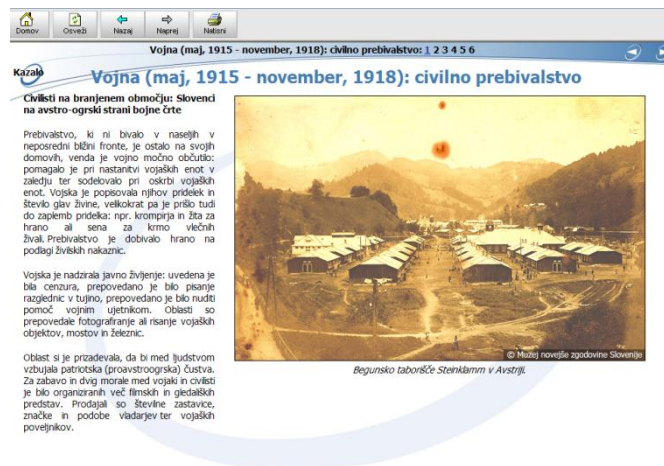 Domov Osveži Nazaj Naprej Natisni
Vojna (maj, 1915 - november, 1918): civilno prebivalstvo: 1 2 3 4 5 6
Kazalo
Vojna (maj, 1915 - november, 1918): civilno prebivalstvo
Civilisti na branjenem območju: Slovenci
na avstro-ogrski strani bojne črte
Prebivalstvo, ki ni bivalo v naseljih v
neposredni bližini fronte, je ostalo na svojih
domovih, venda je vojno močno občutilo:
pomagalo je pri nastanitvi vojaških enot v
zaledju ter sodelovalo pri oskrbi vojaških
enot. Vojska je popisovala njihov pridelek in
število glav živine, velikokrat pa je prišlo tudi
do zaplemb pridelka: npr. krompirja in žita za
hrano ali sena za krmo vlečnih
živali. Prebivalstvo je dobivalo hrano na
podlagi živilskih nakaznic.
Vojska je nadzirala javno življenje: uvedena je
bila cenzura, prepovedano je bilo pisanje
razglednic v tujino, prepovedano je bilo nuditi
pomoč vojnim ujetnikom. Oblasti so
prepovedale fotografiranje ali risanje vojaških
objektov, mostov in železnic.
Oblast si je prizadevala, da bi med ljudstvom
vzbujala patriotska (proavstroogrska) čustva.
Za zabavo in dvig morale med vojaki in civilisti
je bilo organiziranih več filmskih in gledaliških
predstav. Prodajali so številne zastavice,
značke in podobe vladarjev ter vojaških
poveljnikov.
© Muzej novejše zgodovine Slovenije
Begunsko taborišče Steinklamm v Avstriji.